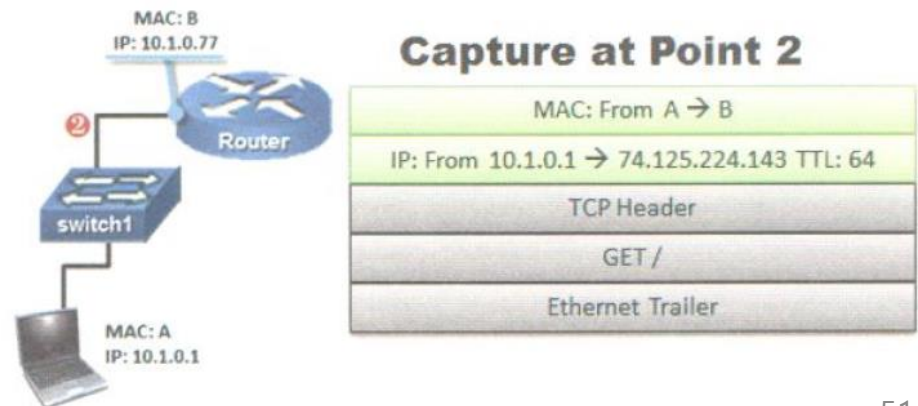 MAC: B
IP: 10.1.0.77
2
Router
switch1
MAC: A
IP: 10.1.0.1
Capture at Point 2
MAC: From A → B
IP: From 10.1.0.1 → 74.125.224.143 TTL: 64
TCP Header
GET /
Ethernet Trailer